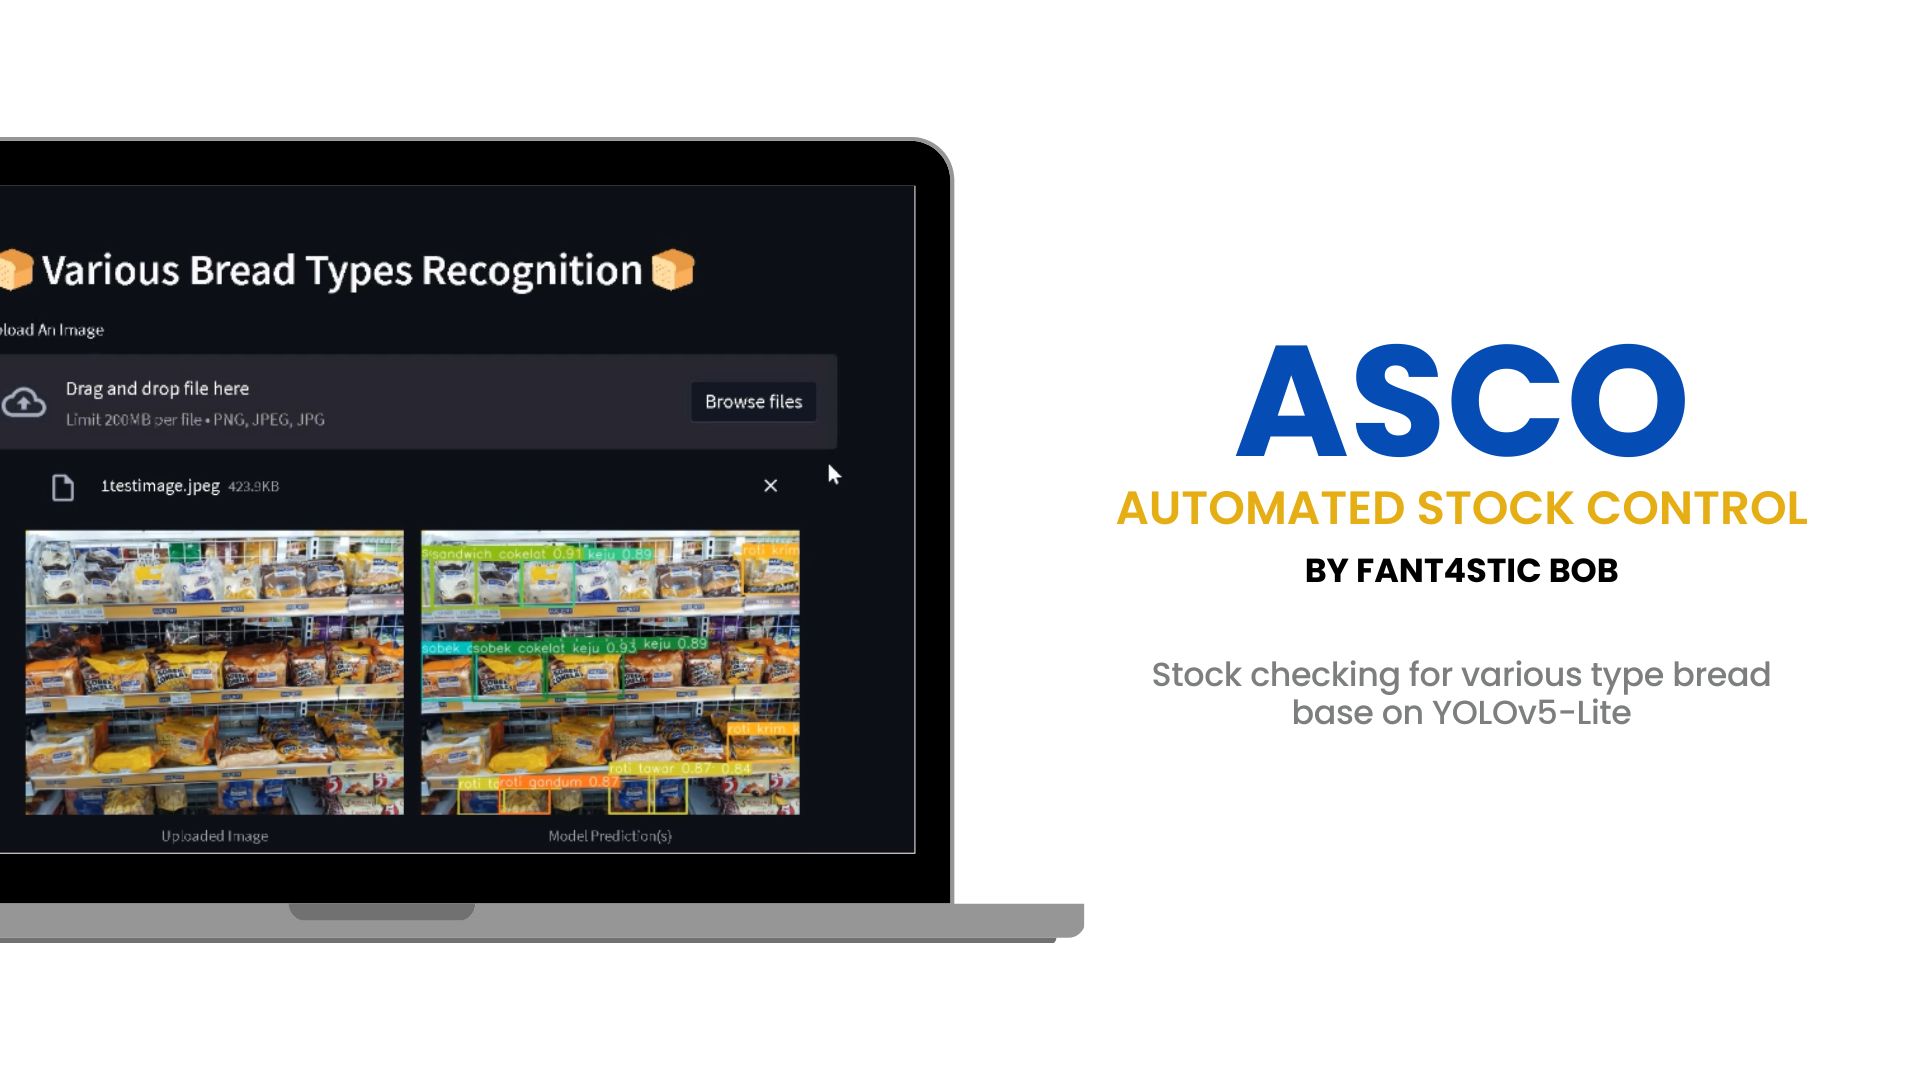 Various Bread Types Recognition
load An Image
Drag and drop file here
Limit 200MB per file • PNG, JPEG, JPG
Browse files
1testimage.jpeg 423.9KB
sandwich cokelat 0.91 keju 0.89
roti krim
sobek sobek cokelat keju 0.93 keju 0.89
roti krim k
roti tawar 0.87 0.84
roti gandum 0.87
Uploaded Image
Model Prediction(s)
ASCO
AUTOMATED STOCK CONTROL
BY FANT4STIC BOB
Stock checking for various type bread
base on YOLOv5-Lite